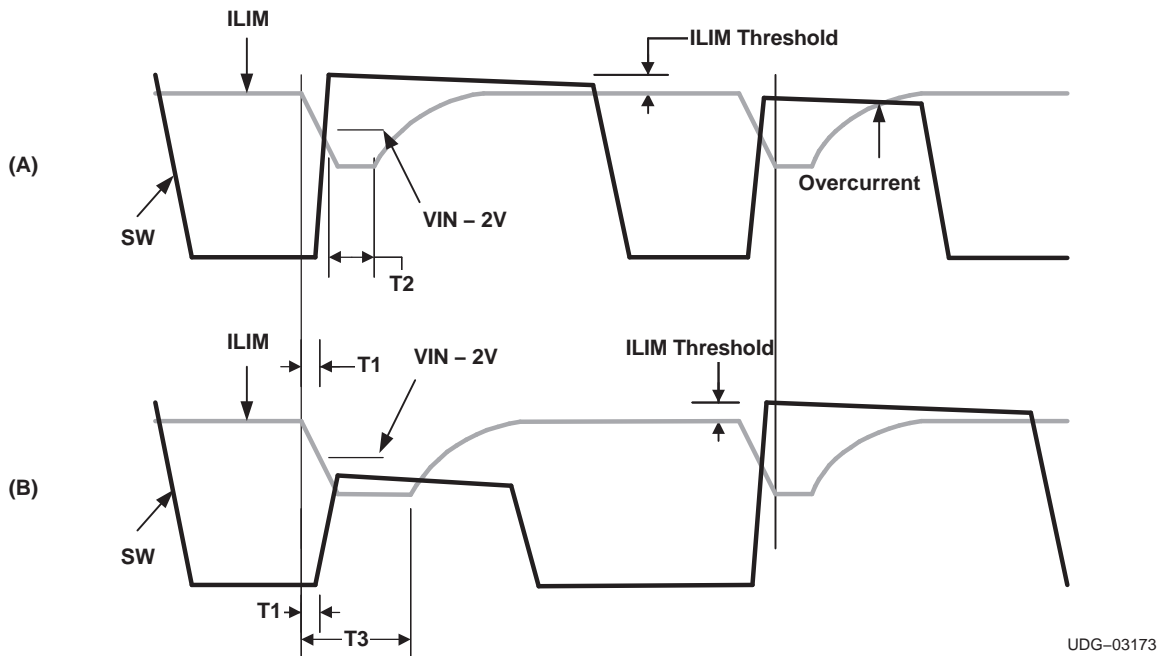 ILIM
ILIM Threshold
(A)
Overcurrent
VIN – 2V
SW
T2
ILIM
T1
VIN – 2V
ILIM Threshold
(B)
SW
T1
T3
UDG–03173